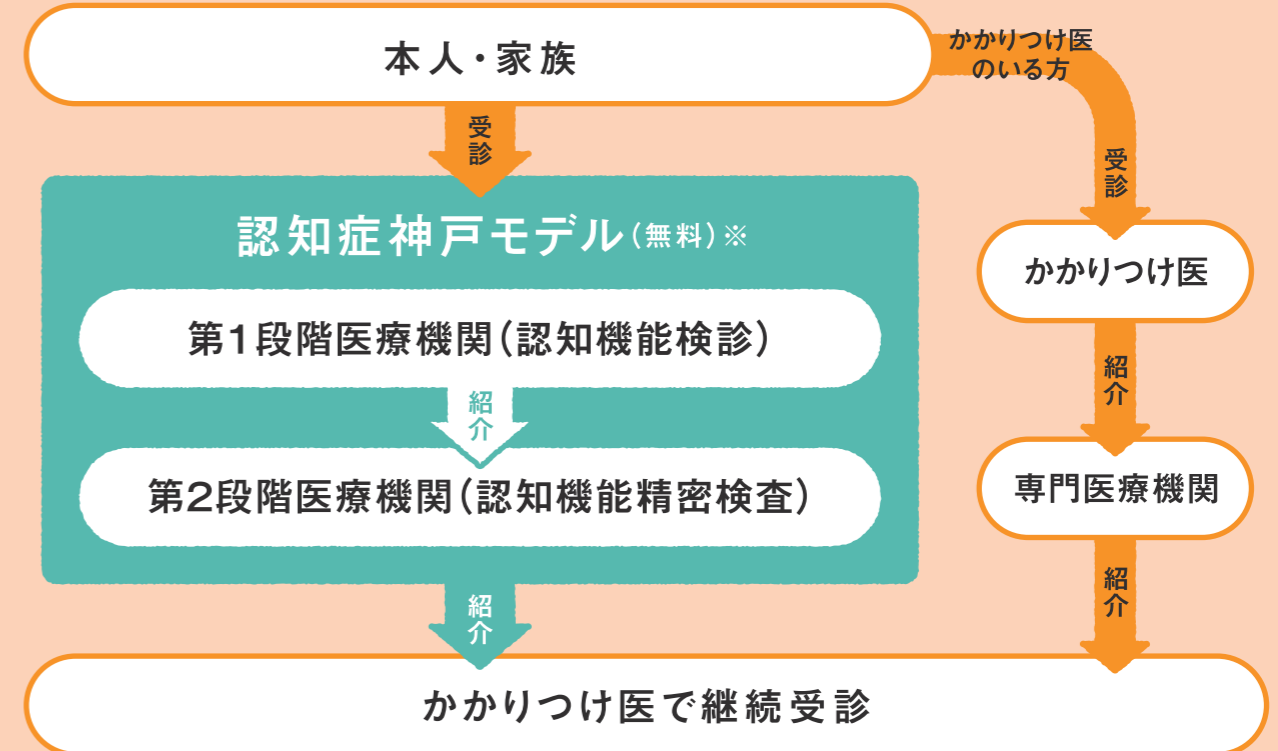 本人・家族
かかりつけ医
のいる方
受診
受診
認知症神戸モデル(無料)※
かかりつけ医
第1段階医療機関(認知機能検診)
紹介
紹介
第2段階医療機関(認知機能精密検査)
専門医療機関
紹介
紹介
かかりつけ医で継続受診